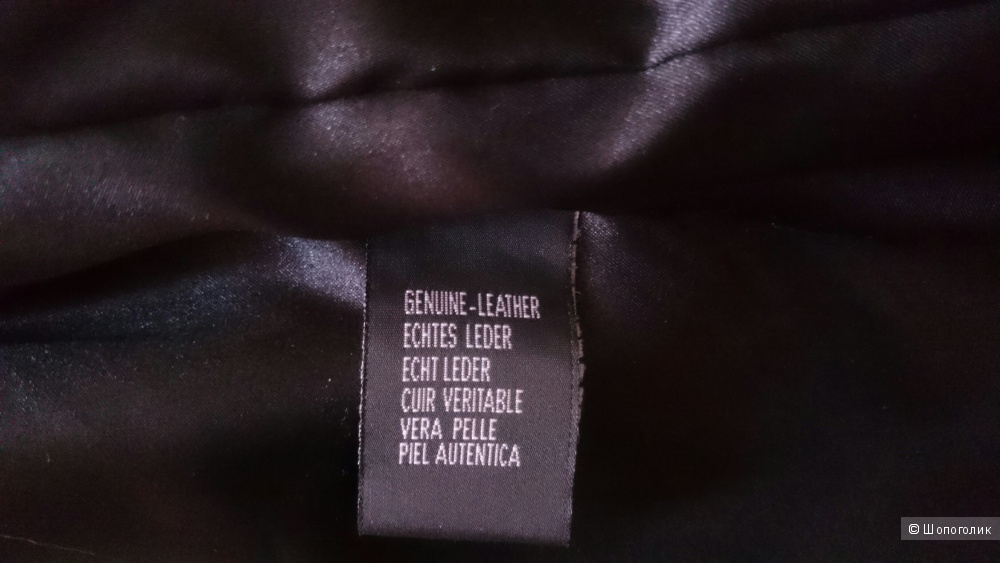 GENUINE-LEATHER
ECHTES LEDER
ECHT LEDER
CUIR VERITABLE
VERA PELLE
PIEL AUTENTICA
© Шопоголик